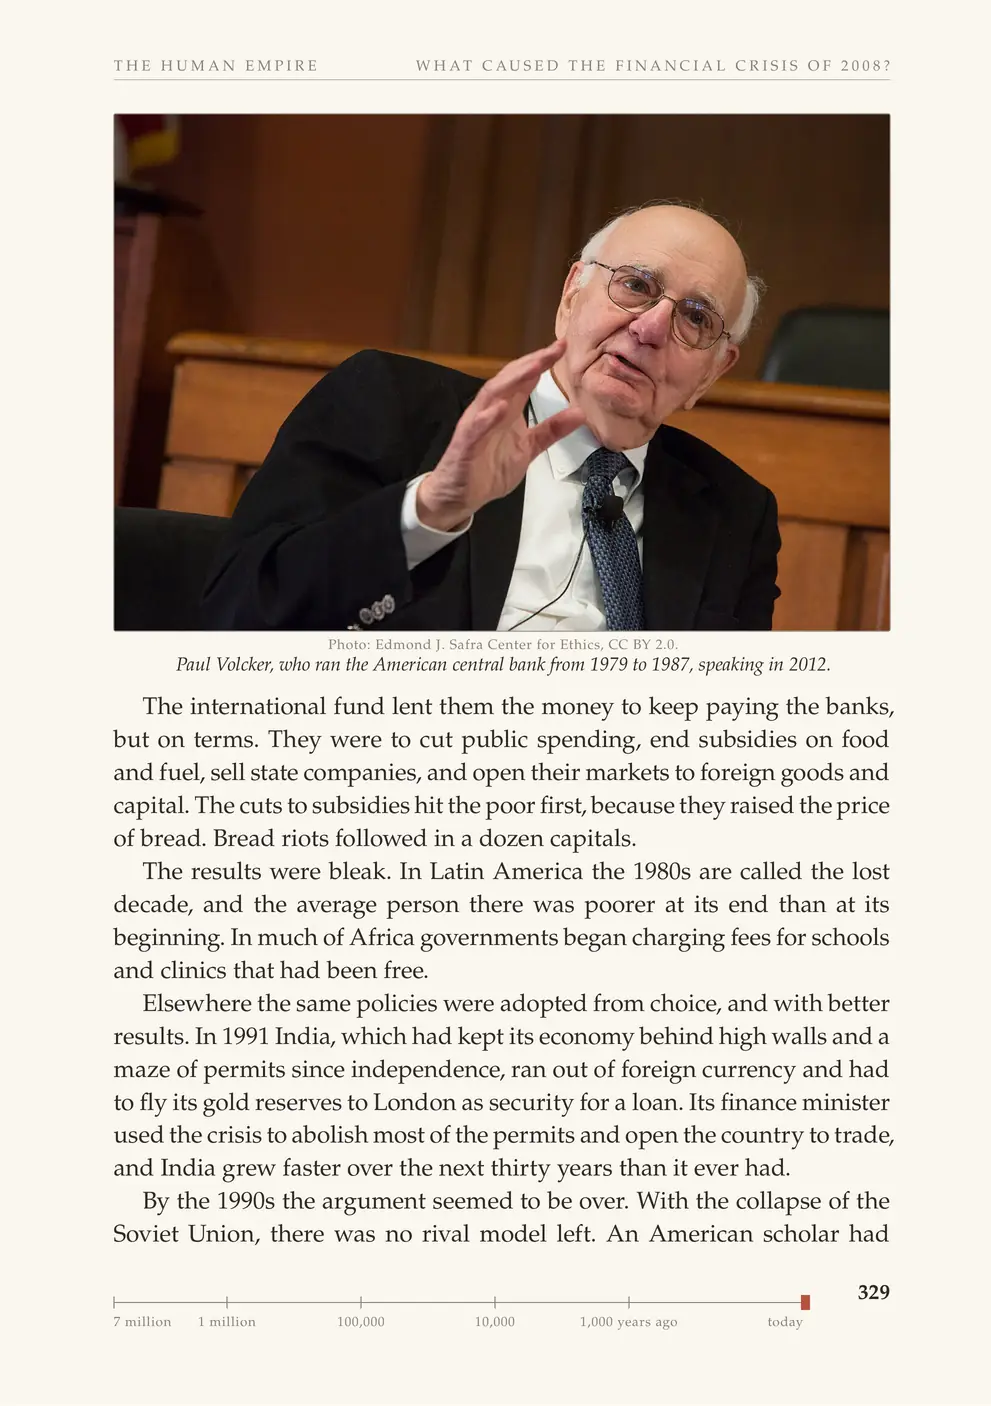 THE HUMAN EMPIRE
WHAT CAUSED THE FINANCIAL CRISIS OF 2008?
Photo: Edmond J. Safra Center for Ethics, CC BY 2.0.
Paul Volcker, who ran the American central bank from 1979 to 1987, speaking in 2012.
The international fund lent them the money to keep paying the banks,
but on terms. They were to cut public spending, end subsidies on food
and fuel, sell state companies, and open their markets to foreign goods and
capital. The cuts to subsidies hit the poor first, because they raised the price
of bread. Bread riots followed in a dozen capitals.
The results were bleak. In Latin America the 1980s are called the lost
decade, and the average person there was poorer at its end than at its
beginning. In much of Africa governments began charging fees for schools
and clinics that had been free.
Elsewhere the same policies were adopted from choice, and with better
results. In 1991 India, which had kept its economy behind high walls and a
maze of permits since independence, ran out of foreign currency and had
to fly its gold reserves to London as security for a loan. Its finance minister
used the crisis to abolish most of the permits and open the country to trade,
and India grew faster over the next thirty years than it ever had.
By the 1990s the argument seemed to be over. With the collapse of the
Soviet Union, there was no rival model left. An American scholar had
329
7 million
1 million
100,000
10,000
1,000 years ago
today